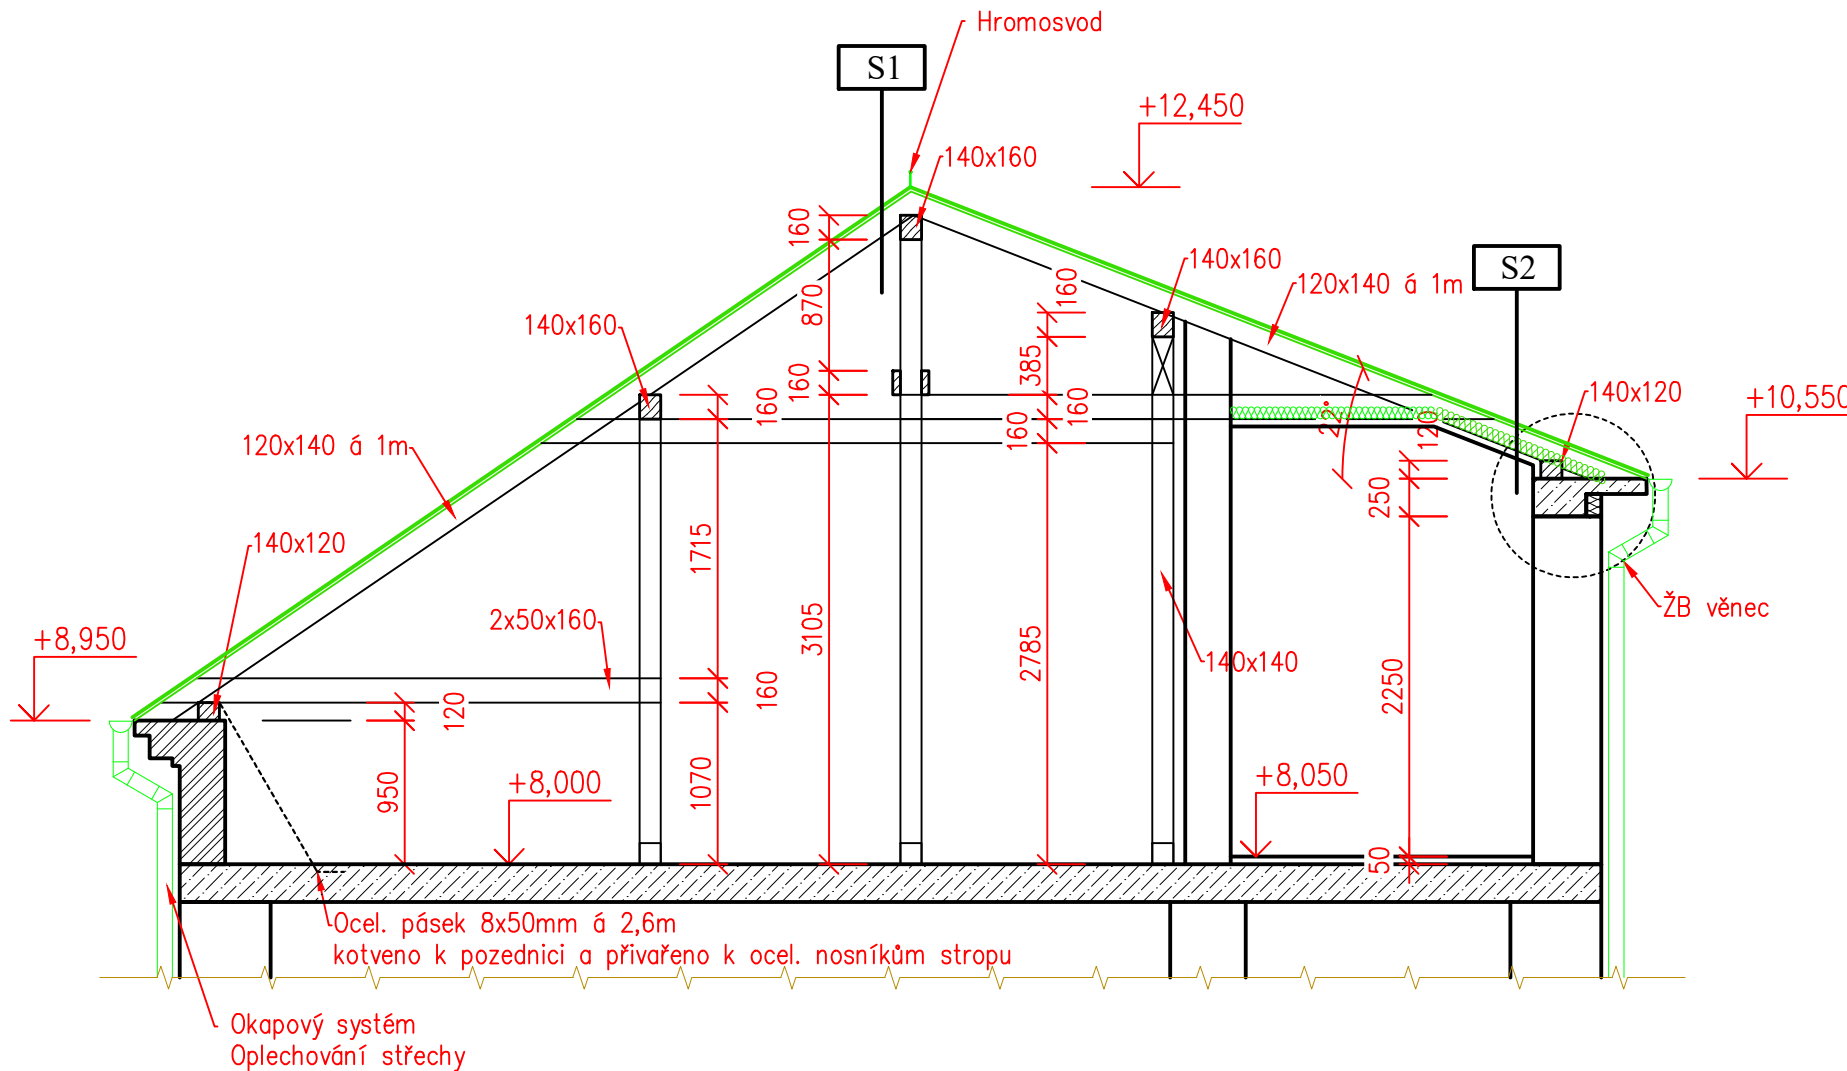 Hromosvod
S1
+12,450
140x160
160
140x160
S2
160
120x140 á 1m
870
140x160
385
140x120
+10,550
160
160
160
160
22°
120
120x140 á 1m
250
140x120
1715
2x50x160
ŽB věnec
+8,950
3105
2785
140x140
2250
160
120
+8,000
+8,050
950
1070
50
Ocel. pásek 8x50mm á 2,6m
kotveno k pozednici a přivařeno k ocel. nosníkům stropu
Okapový systém
Oplechování střechy